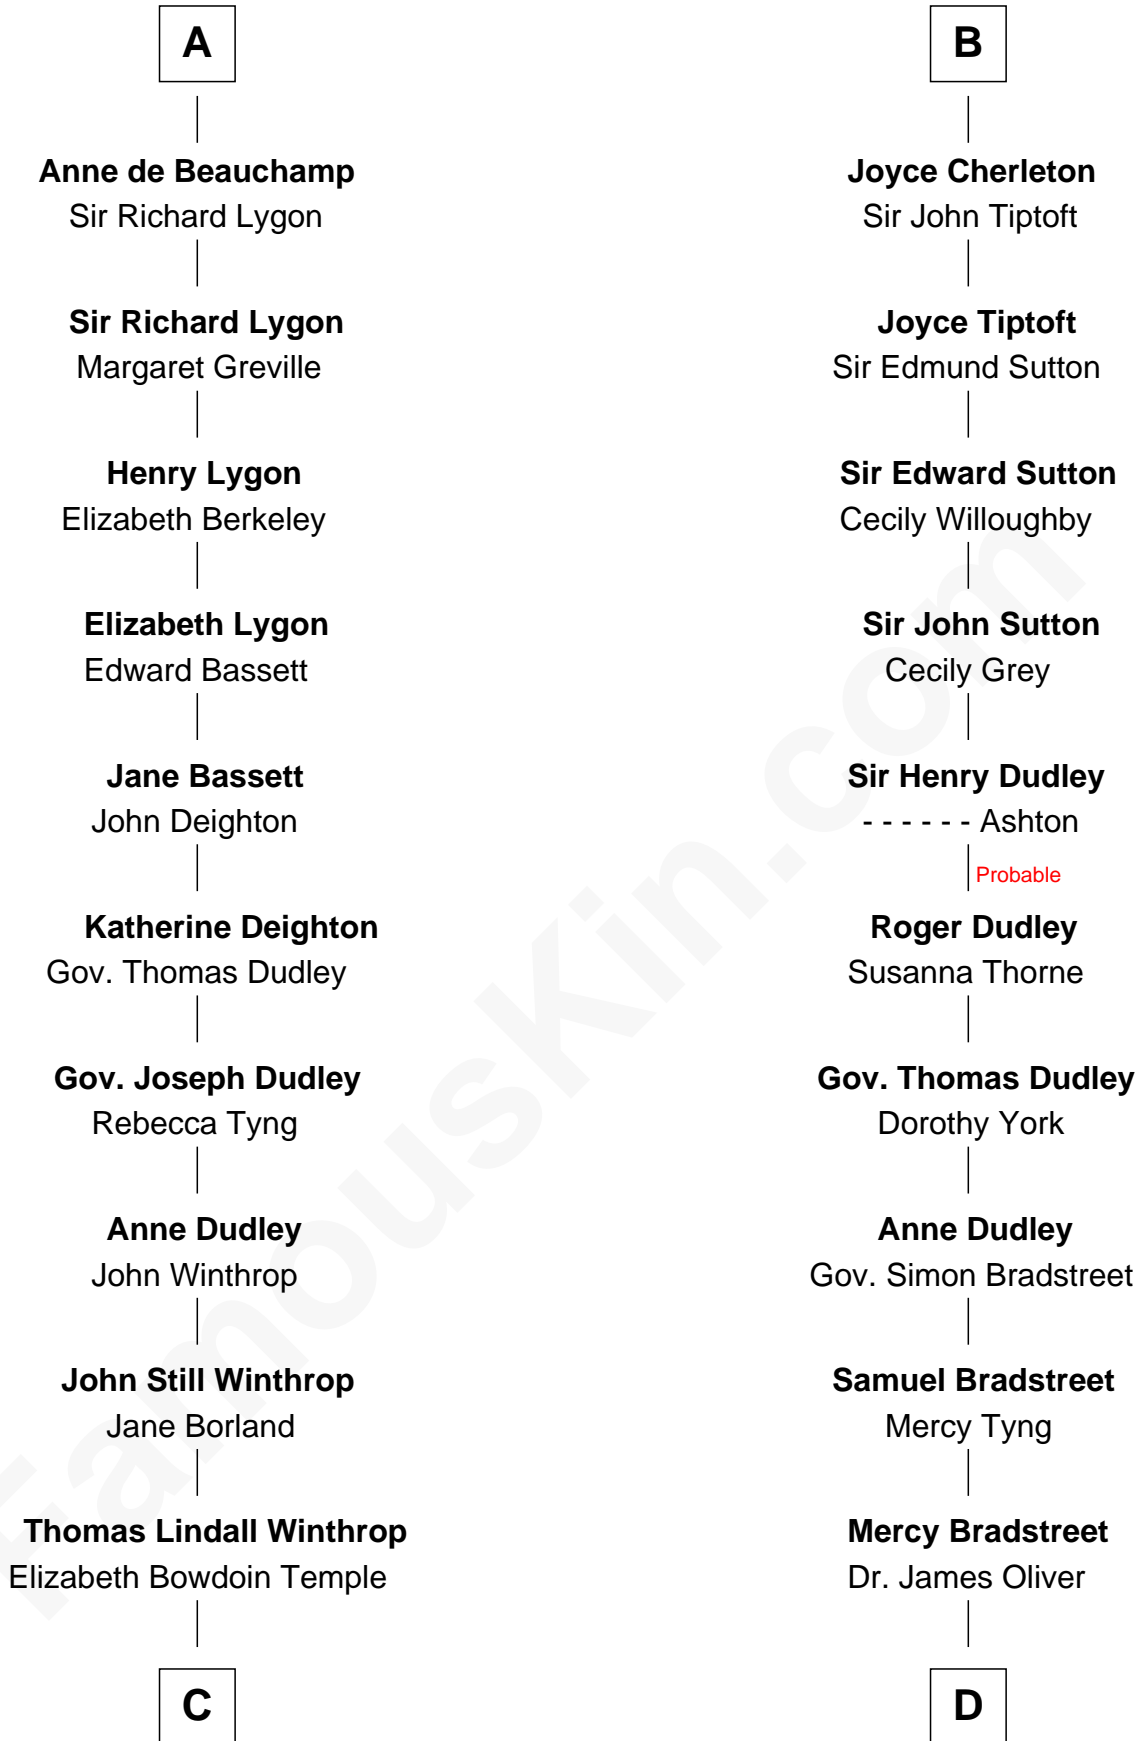 A
Anne de Beauchamp
Sir Richard Lygon
Sir Richard Lygon
Margaret Greville
Henry Lygon
Elizabeth Berkeley
Elizabeth Lygon
Edward Bassett
Jane Bassett
John Deighton
Katherine Deighton
Gov. Thomas Dudley
Gov. Joseph Dudley
Rebecca Tyng
Anne Dudley
John Winthrop
John Still Winthrop
Jane Borland
Thomas Lindall Winthrop
Elizabeth Bowdoin Temple
C
B
Joyce Cherleton
Sir John Tiptoft
Joyce Tiptoft
Sir Edmund Sutton
Sir Edward Sutton
Cecily Willoughby
Sir John Sutton
Cecily Grey
Sir Henry Dudley
- - - - - - Ashton
Probable
Roger Dudley
Susanna Thorne
Gov. Thomas Dudley
Dorothy York
Anne Dudley
Gov. Simon Bradstreet
Samuel Bradstreet
Mercy Tyng
Mercy Bradstreet
Dr. James Oliver
D
FamousKin.com